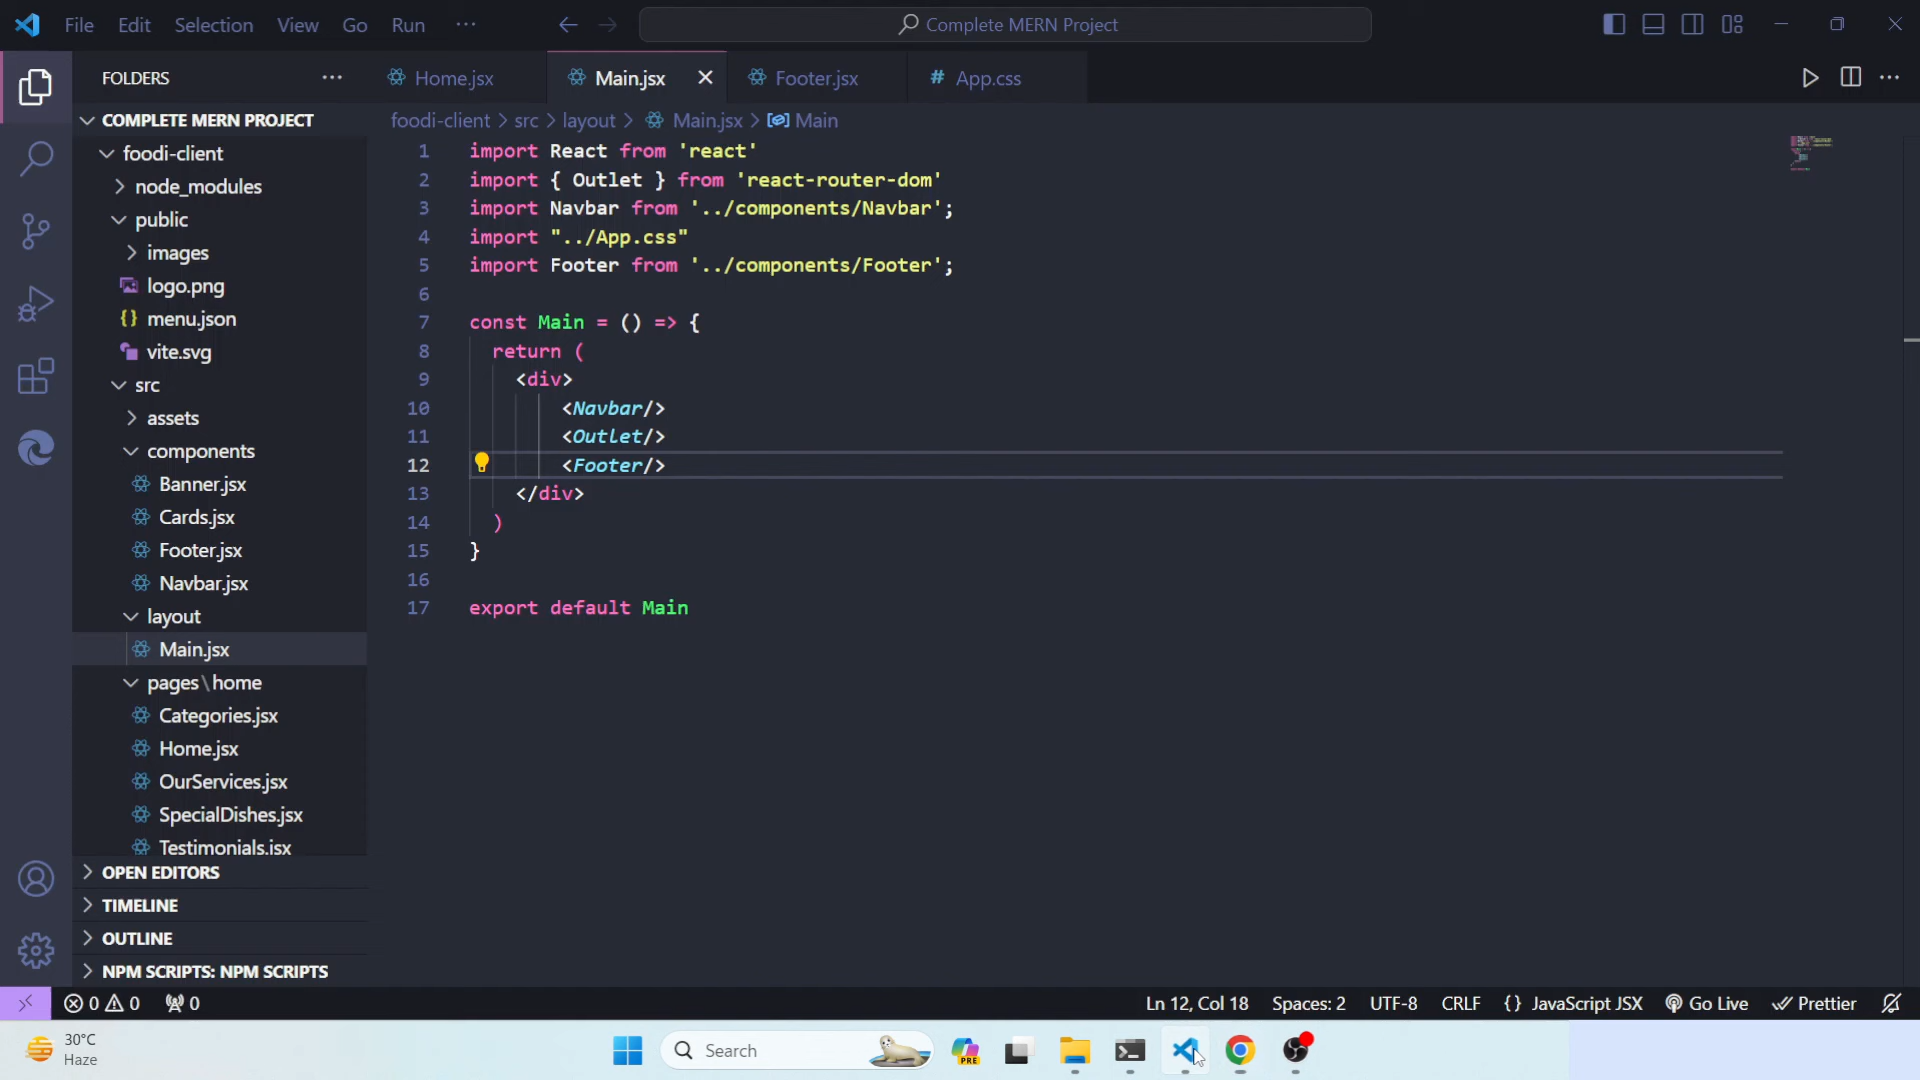 File Edit Selection View Go Run ···
Complete MERN Project
FOLDERS ···
Home.jsx Main.jsx Footer.jsx # App.css
COMPLETE MERN PROJECT
foodi-client
node_modules
public
images
logo.png
{} menu.json
vite.svg
src
assets
components
Banner.jsx
Cards.jsx
Footer.jsx
Navbar.jsx
layout
Main.jsx
pages\home
Categories.jsx
Home.jsx
OurServices.jsx
SpecialDishes.jsx
Testimonials.jsx
OPEN EDITORS
TIMELINE
OUTLINE
NPM SCRIPTS: NPM SCRIPTS
foodi-client > src > layout > Main.jsx > Main
1 import React from 'react'
2 import { Outlet } from 'react-router-dom'
3 import Navbar from '../components/Navbar';
4 import "../App.css"
5 import Footer from '../components/Footer';
6
7 const Main = () => {
8 return (
9 <div>
10 <Navbar/>
11 <Outlet/>
12 <Footer/>
13 </div>
14 )
15 }
16
17 export default Main
0 0 0
Ln 12, Col 18 Spaces: 2 UTF-8 CRLF {} JavaScript JSX Go Live Prettier
30°C
Haze
Search
PRE